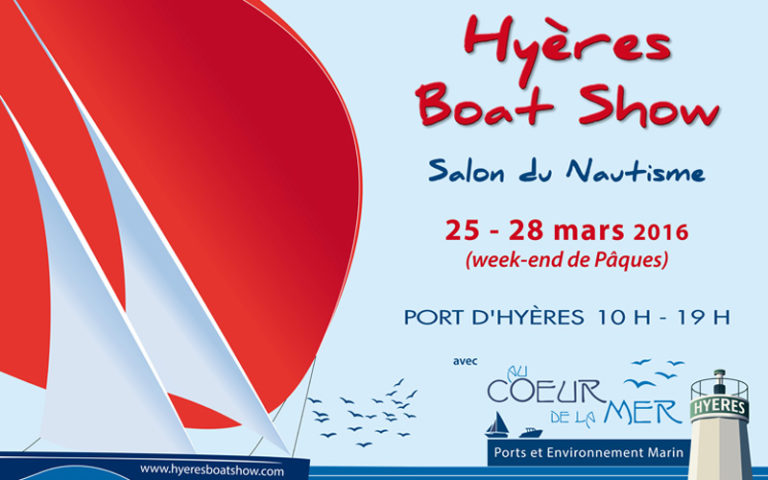 Hyères
Boat Show
Salon du Nautisme
25 - 28 mars 2016
(week-end de Pâques)
PORT D'HYÈRES 10 H - 19 H
avec
AU
COEUR
DE LA MER
HYERES
Ports et Environnement Marin
www.hyeresboatshow.com